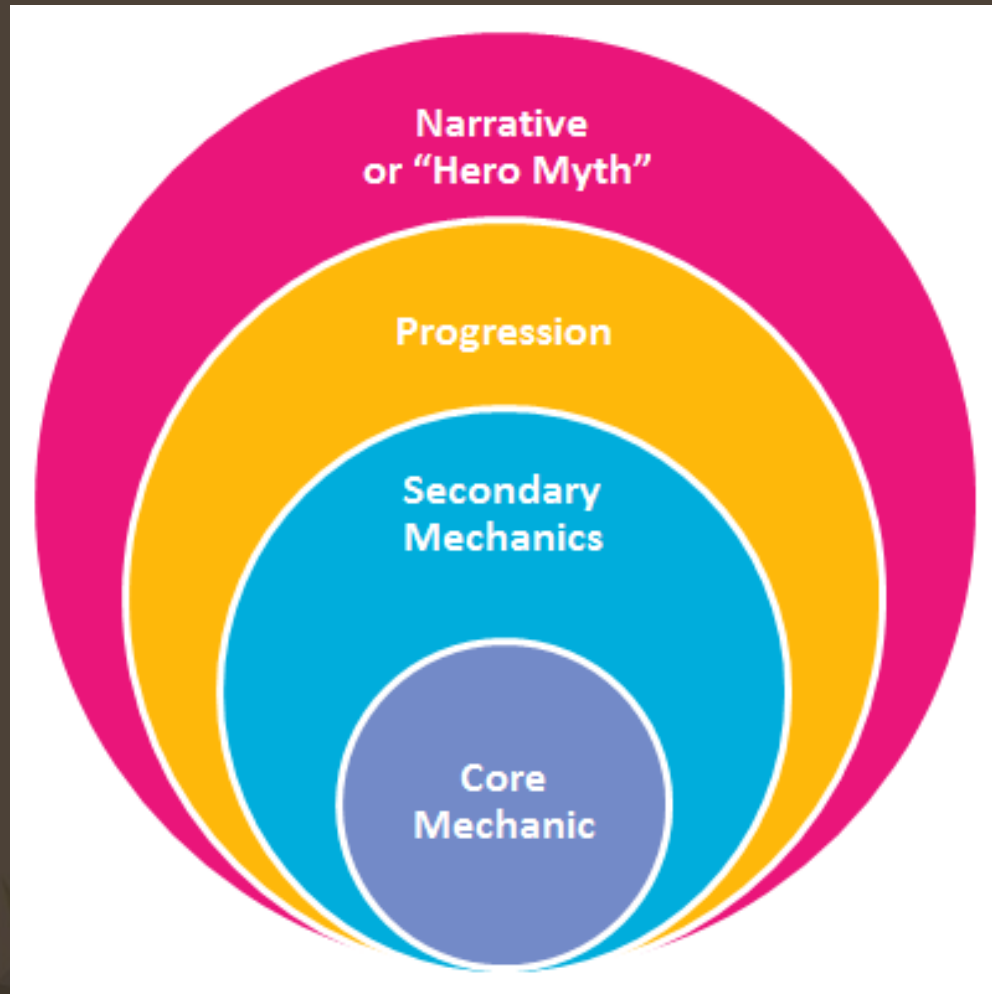 Narrative
or “Hero Myth”
Progression
Secondary
Mechanics
Core
Mechanic